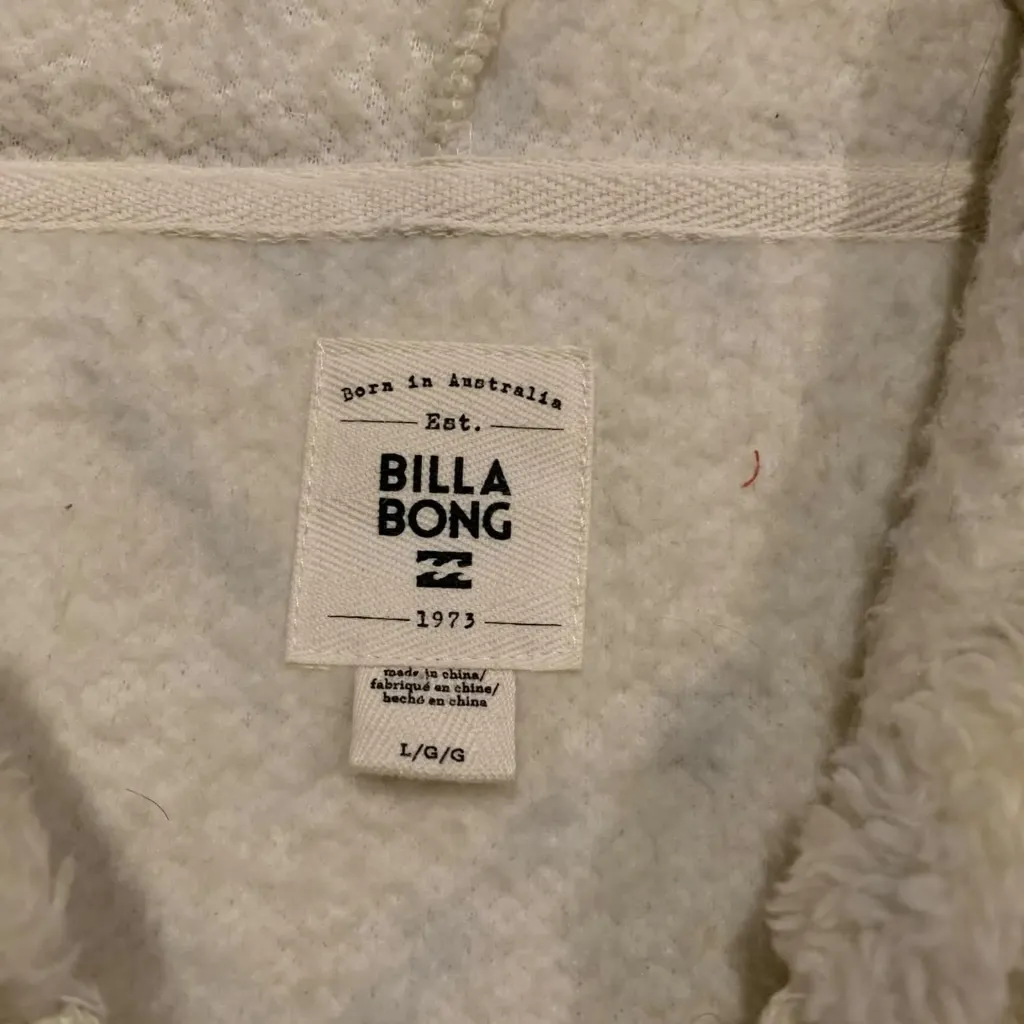 Born in Australia
Est.
BILLA
BONG
1973
made in china/
fabriqué en chine/
hecho en china
L/G/G